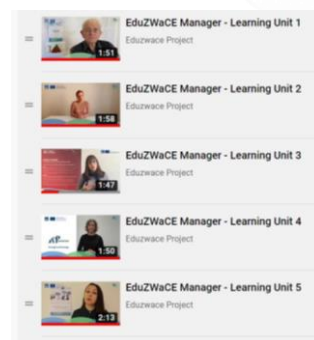 EduZWaCE Manager - Learning Unit 1
Eduzwace Project
1:51
EduZWaCE Manager - Learning Unit 2
Eduzwace Project
1:58
EduZWaCE Manager - Learning Unit 3
Eduzwace Project
1:47
EduZWaCE Manager - Learning Unit 4
Eduzwace Project
1:50
EduZWaCE Manager - Learning Unit 5
Eduzwace Project
2:13